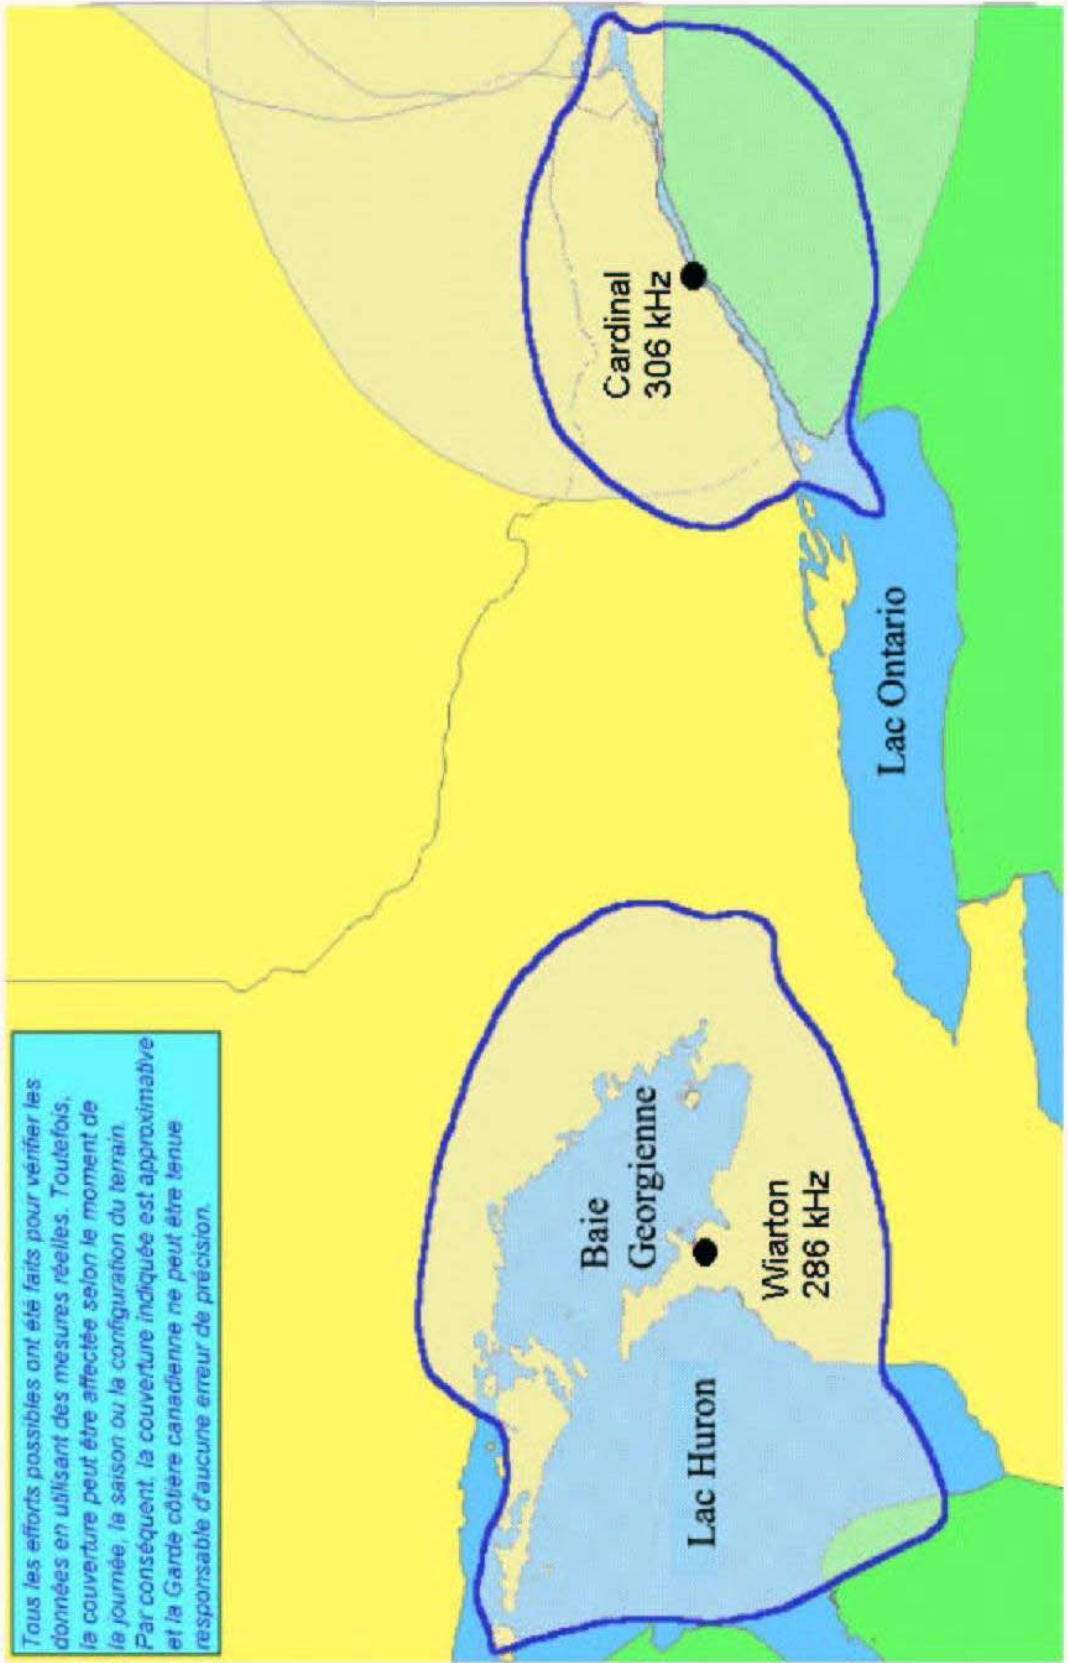 Tous les efforts possibles ont été faits pour vérifier les
données en utilisant des mesures réelles. Toutefois,
la couverture peut être affectée selon le moment de
la journée, la saison ou la configuration du terrain.
Par conséquent, la couverture indiquée est approximative
et la Garde côtière canadienne ne peut être tenue
responsable d'aucune erreur de précision.
Cardinal
306 kHz
Baie
Georgienne
Wiarton
286 kHz
Lac Huron
Lac Ontario